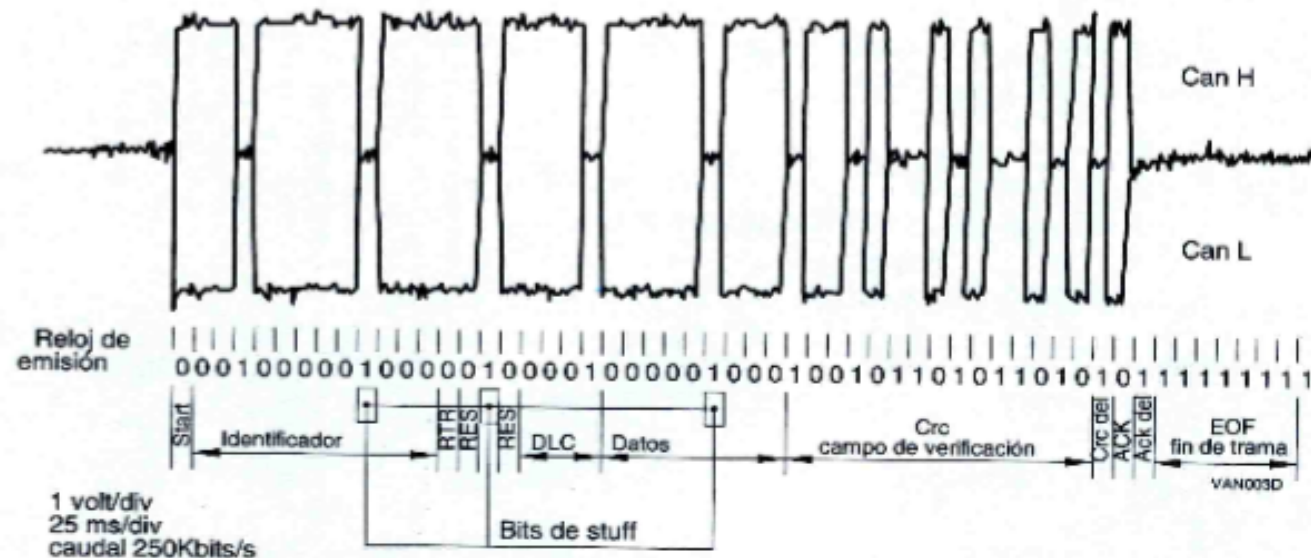 Can H
Can L
Reloj de
emisión
0001000001000001000010000010001001011010110101011111111
Start
Identificador
RTR
RES
RES
DLC
Datos
Crc
campo de verificación
Crc del
ACK
Ack del
EOF
fin de trama
VAN003D
1 volt/div
25 ms/div
caudal 250Kbits/s
Bits de stuff